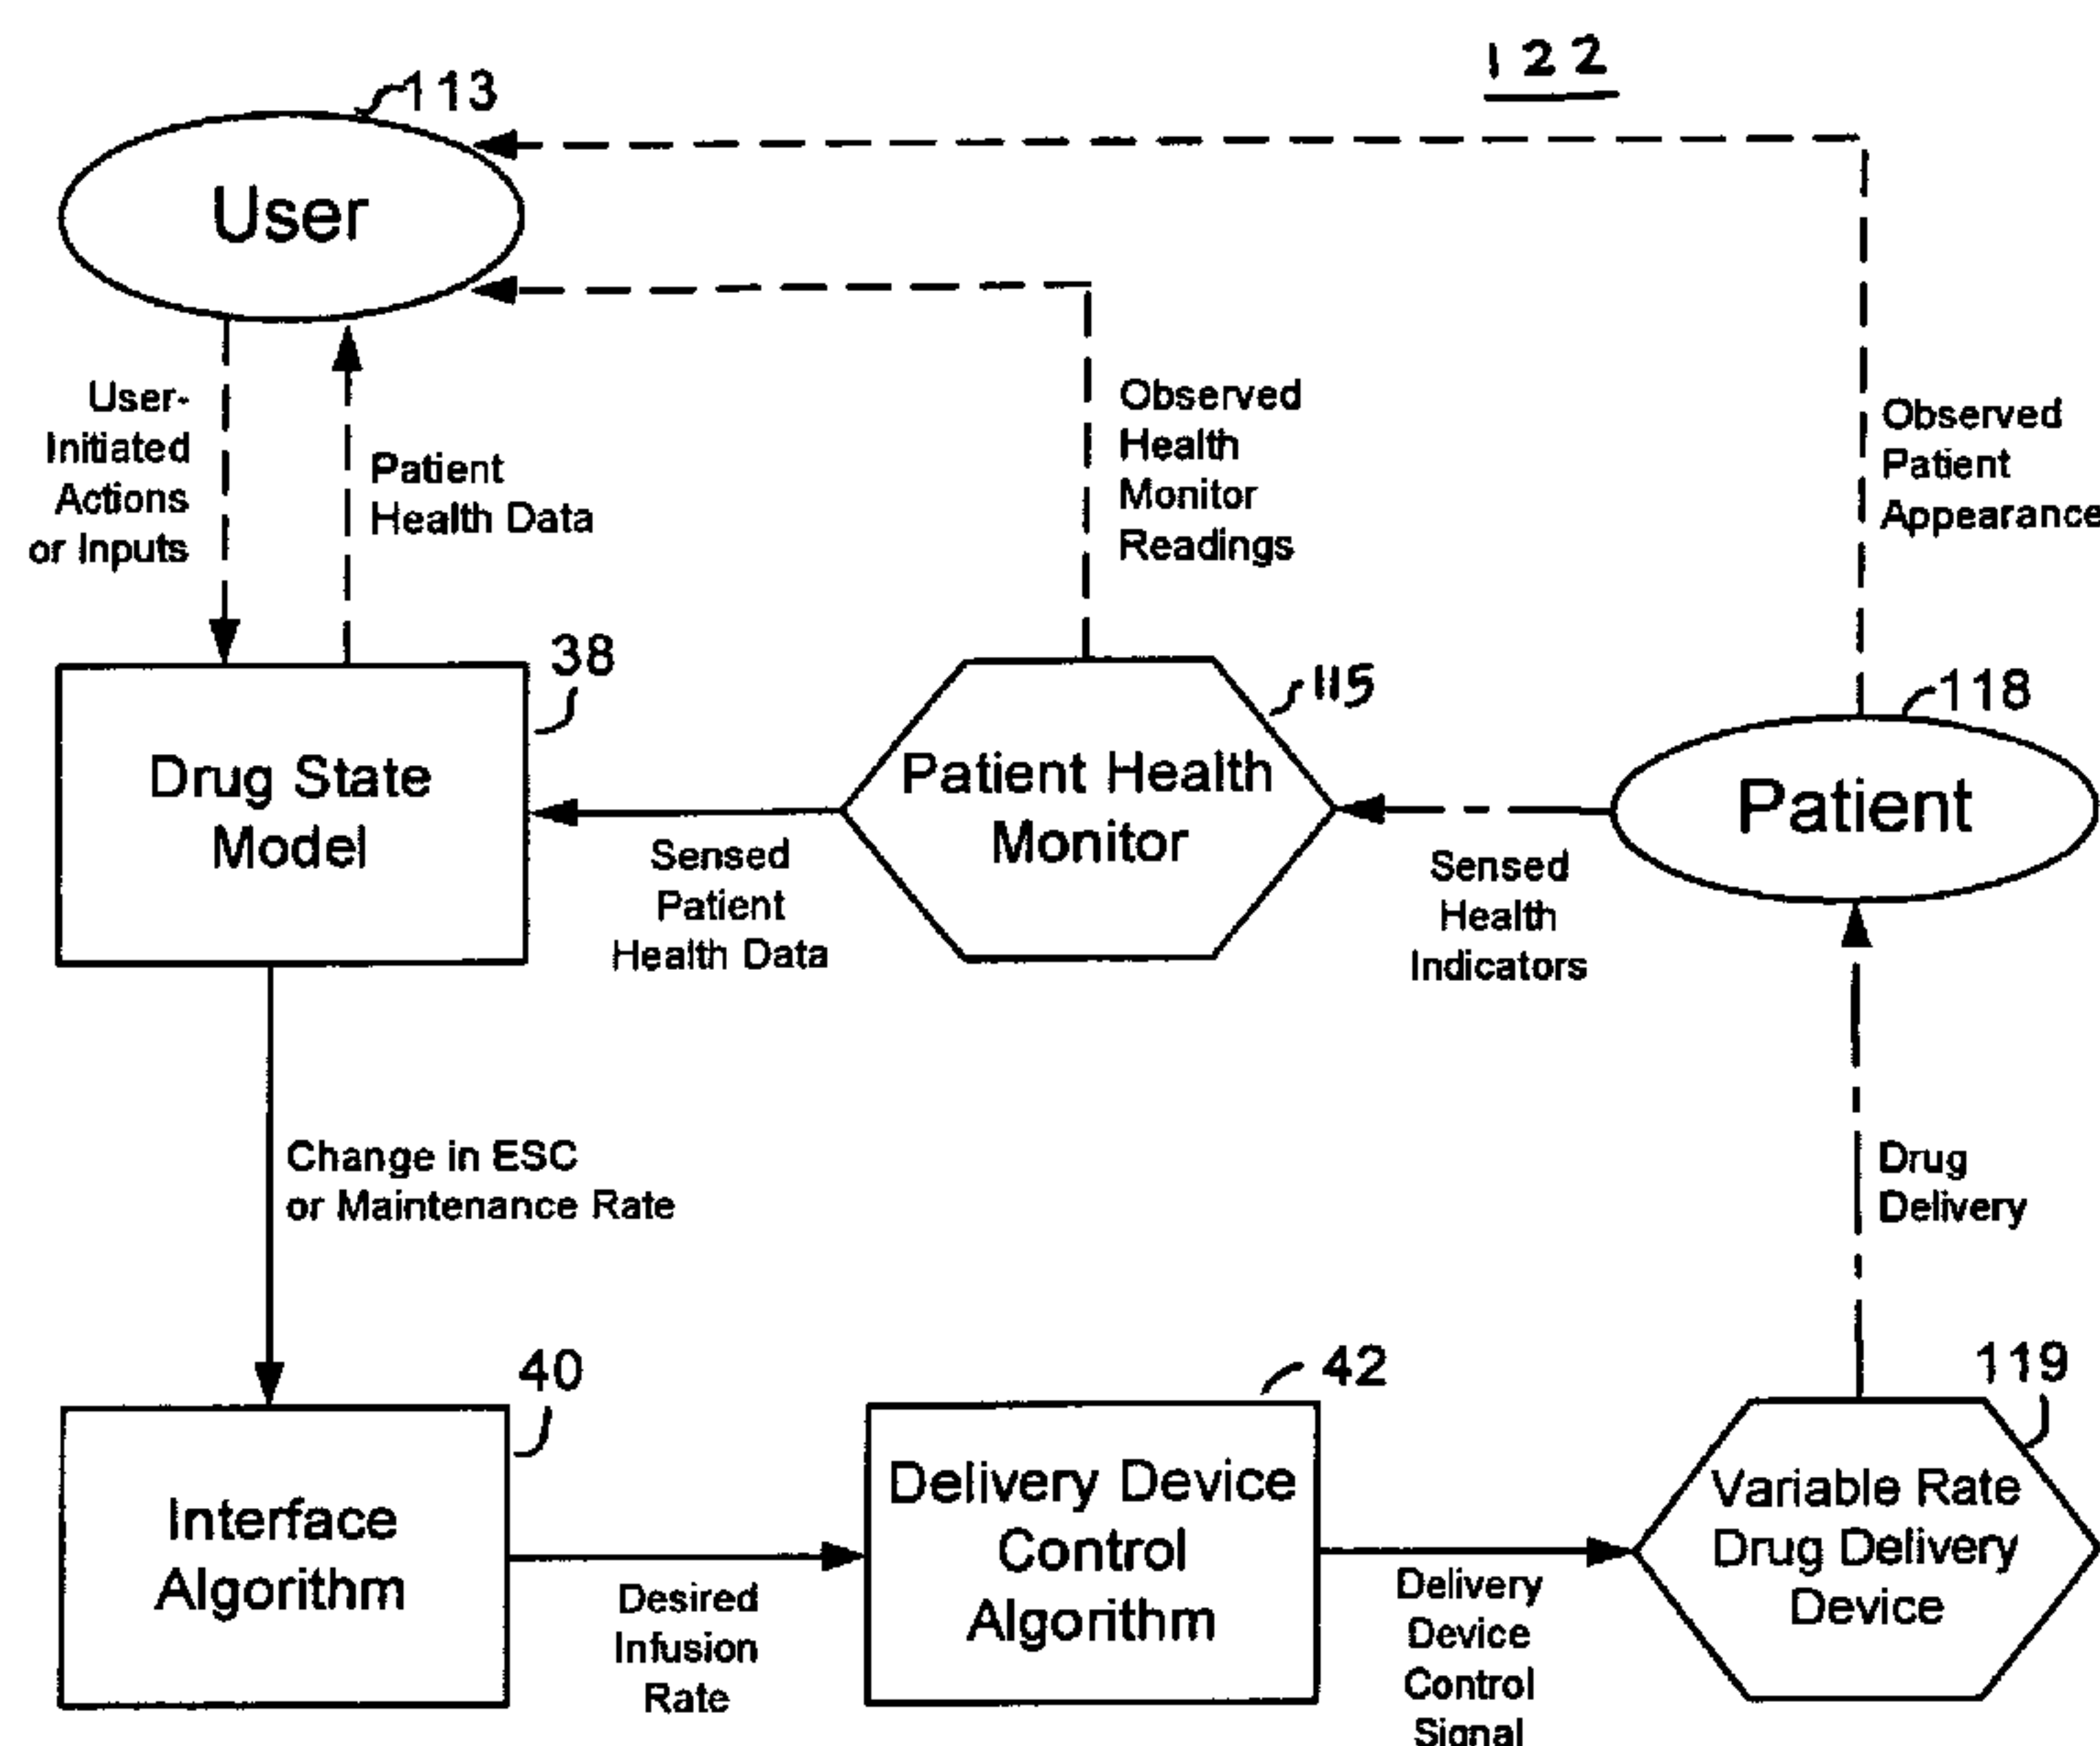 122
113
User
User-
Initiated
Actions
or Inputs
Patient
Health Data
Observed
Health
Monitor
Readings
Observed
Patient
Appearance
38
Drug State
Model
115
Patient Health
Monitor
118
Patient
Sensed
Patient
Health Data
Sensed
Health
Indicators
Change in ESC
or Maintenance Rate
Drug
Delivery
40
Interface
Algorithm
42
Delivery Device
Control
Algorithm
119
Variable Rate
Drug Delivery
Device
Desired
Infusion
Rate
Delivery
Device
Control
Signal